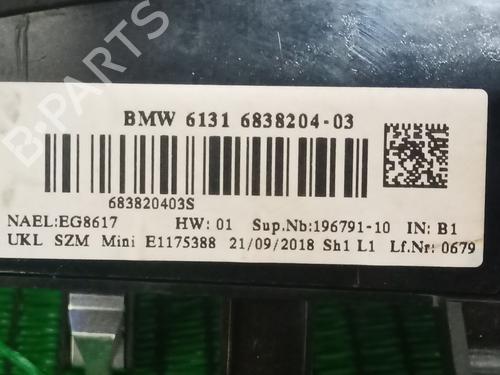 BMW 6131 6838204-03
683820403S
NAEL:EG8617 HW: 01 Sup.Nb:196791-10 IN: B1
UKL SZM Mini E1175388 21/09/2018 Sh1 L1 Lf.Nr: 0679
B-PARTS